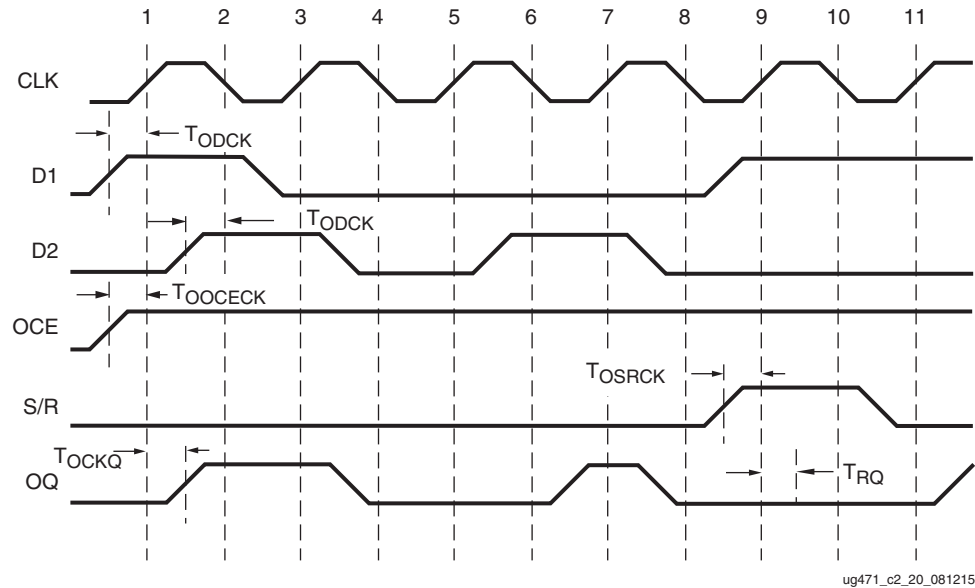 1 2 3 4 5 6 7 8 9 10 11
CLK
TODCK
D1
TODCK
D2
TOOCECK
OCE
TOSRCK
S/R
TOCKQ
OQ
TRQ
ug471_c2_20_081215